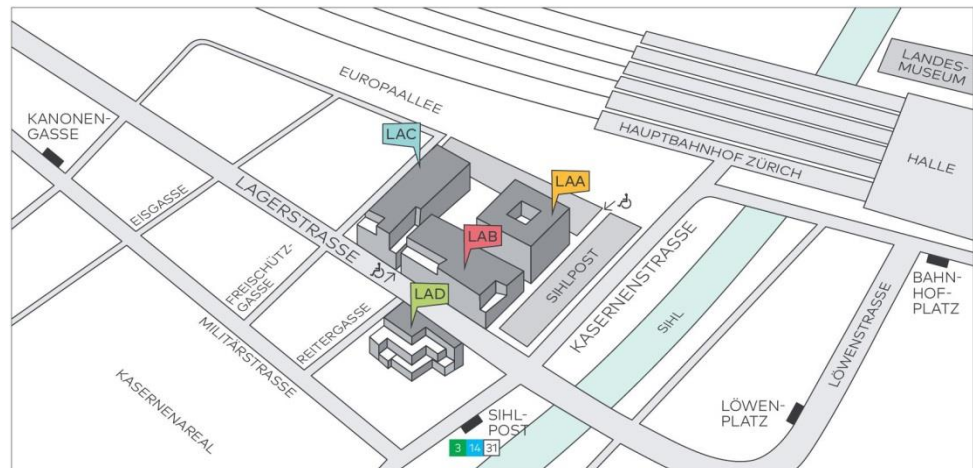 LANDES-
MUSEUM
EUROPAALLEE
KANONEN-
GASSE
LAC
HAUPTBAHNHOF ZÜRICH
HALLE
LAA
EISGASSE
LAGERSTRASSE
LAB
SIHLPOST
KASERNENSTRASSE
FREISCHÜTZ-
GASSE
LAD
BAHN-
HOF-
PLATZ
REITERGASSE
SIHL
LÖWENSTRASSE
MILITÄRSTRASSE
KASERNENAREAL
LÖWEN-
PLATZ
SIHL-
POST
3 14 31